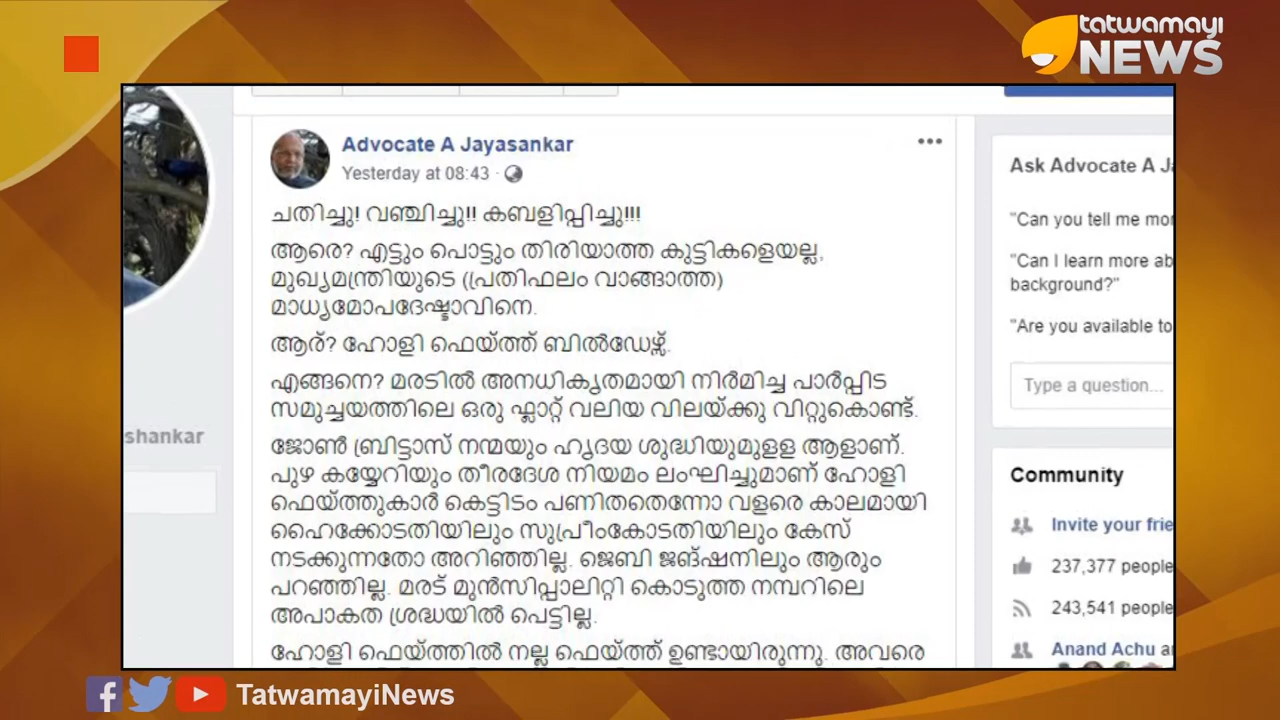 tatwamayi
NEWS
Advocate A Jayasankar
Yesterday at 08:43 ·
ചതിച്ചു! വഞ്ചിച്ചു!! കബളിപ്പിച്ചു!!!
ആരെ? എട്ടും പൊട്ടും തിരിയാത്ത കുട്ടികളെയല്ല,
മുഖ്യമന്ത്രിയുടെ (പ്രതിഫലം വാങ്ങാത്ത)
മാധ്യമോപദേഷ്ടാവിനെ.
ആര്? ഹോളി ഫെയ്ത്ത് ബിൽഡേഴ്സ്.
എങ്ങനെ? മരടിൽ അനധികൃതമായി നിർമിച്ച പാർപ്പിട
സമുച്ചയത്തിലെ ഒരു ഫ്ലാറ്റ് വലിയ വിലയ്ക്കു വിറ്റുകൊണ്ട്.
ജോൺ ബ്രിട്ടാസ് നന്മയും ഹൃദയ ശുദ്ധിയുമുളള ആളാണ്.
പുഴ കയ്യേറിയും തീരദേശ നിയമം ലംഘിച്ചുമാണ് ഹോളി
ഫെയ്ത്തുകാർ കെട്ടിടം പണിതതെന്നോ വളരെ കാലമായി
ഹൈക്കോടതിയിലും സുപ്രീംകോടതിയിലും കേസ്
നടക്കുന്നതോ അറിഞ്ഞില്ല. ജെബി ജങ്ഷനിലും ആരും
പറഞ്ഞില്ല. മരട് മുൻസിപ്പാലിറ്റി കൊടുത്ത നമ്പറിലെ
അപാകത ശ്രദ്ധയിൽ പെട്ടില്ല.
ഹോളി ഫെയ്ത്തിൽ നല്ല ഫെയ്ത്ത് ഉണ്ടായിരുന്നു. അവരെ
shankar
Ask Advocate A Ja
"Can you tell me mor
"Can I learn more ab
background?"
"Are you available to
Type a question...
Community
Invite your frie
237,377 people
243,541 people
Anand Achu a
TatwamayiNews